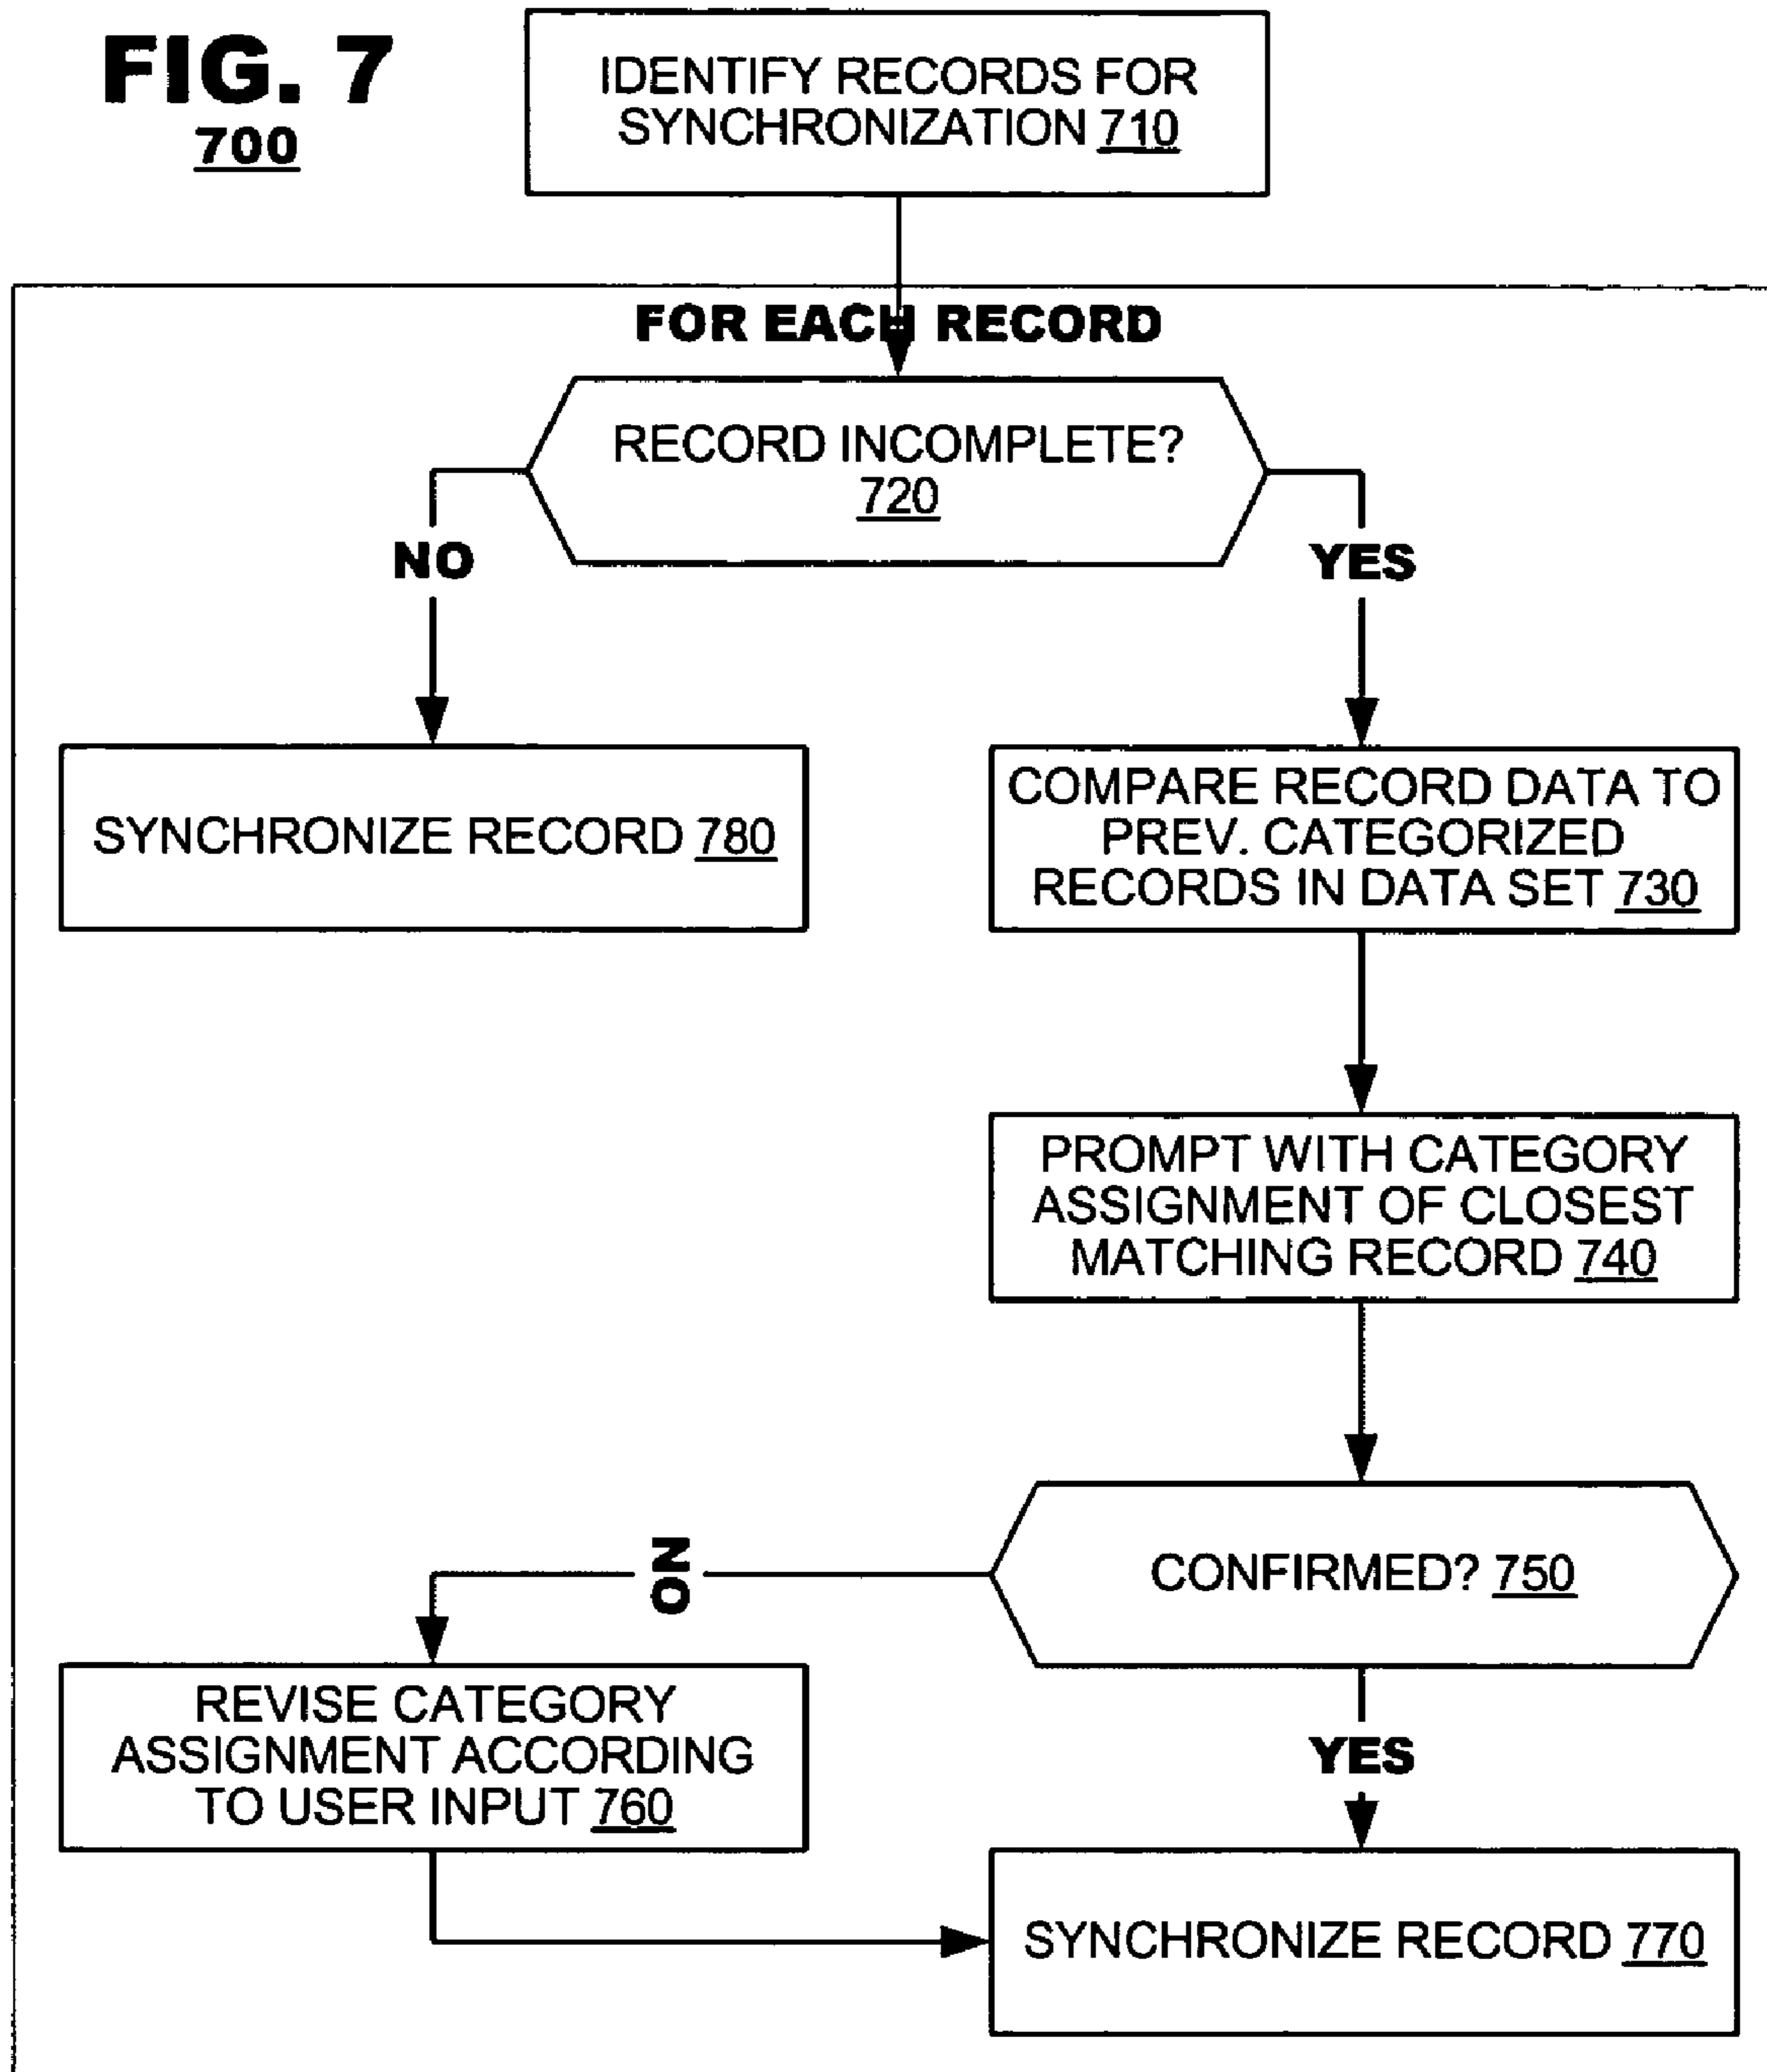 FIG. 7
700
IDENTIFY RECORDS FOR
SYNCHRONIZATION 710
FOR EACH RECORD
RECORD INCOMPLETE?
720
NO
YES
SYNCHRONIZE RECORD 780
COMPARE RECORD DATA TO
PREV. CATEGORIZED
RECORDS IN DATA SET 730
PROMPT WITH CATEGORY
ASSIGNMENT OF CLOSEST
MATCHING RECORD 740
CONFIRMED? 750
NO
REVISE CATEGORY
ASSIGNMENT ACCORDING
TO USER INPUT 760
YES
SYNCHRONIZE RECORD 770